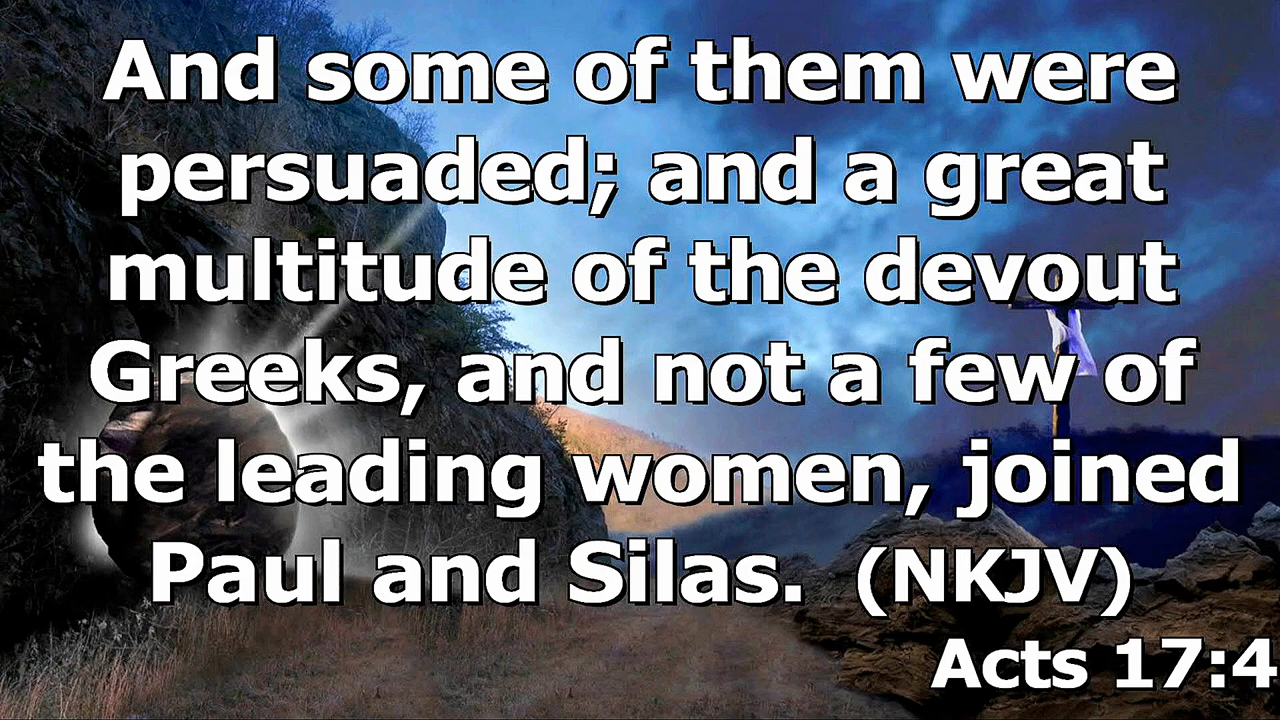 And some of them were
persuaded; and a great
multitude of the devout
Greeks, and not a few of
the leading women, joined
Paul and Silas.  (NKJV)
Acts 17:4